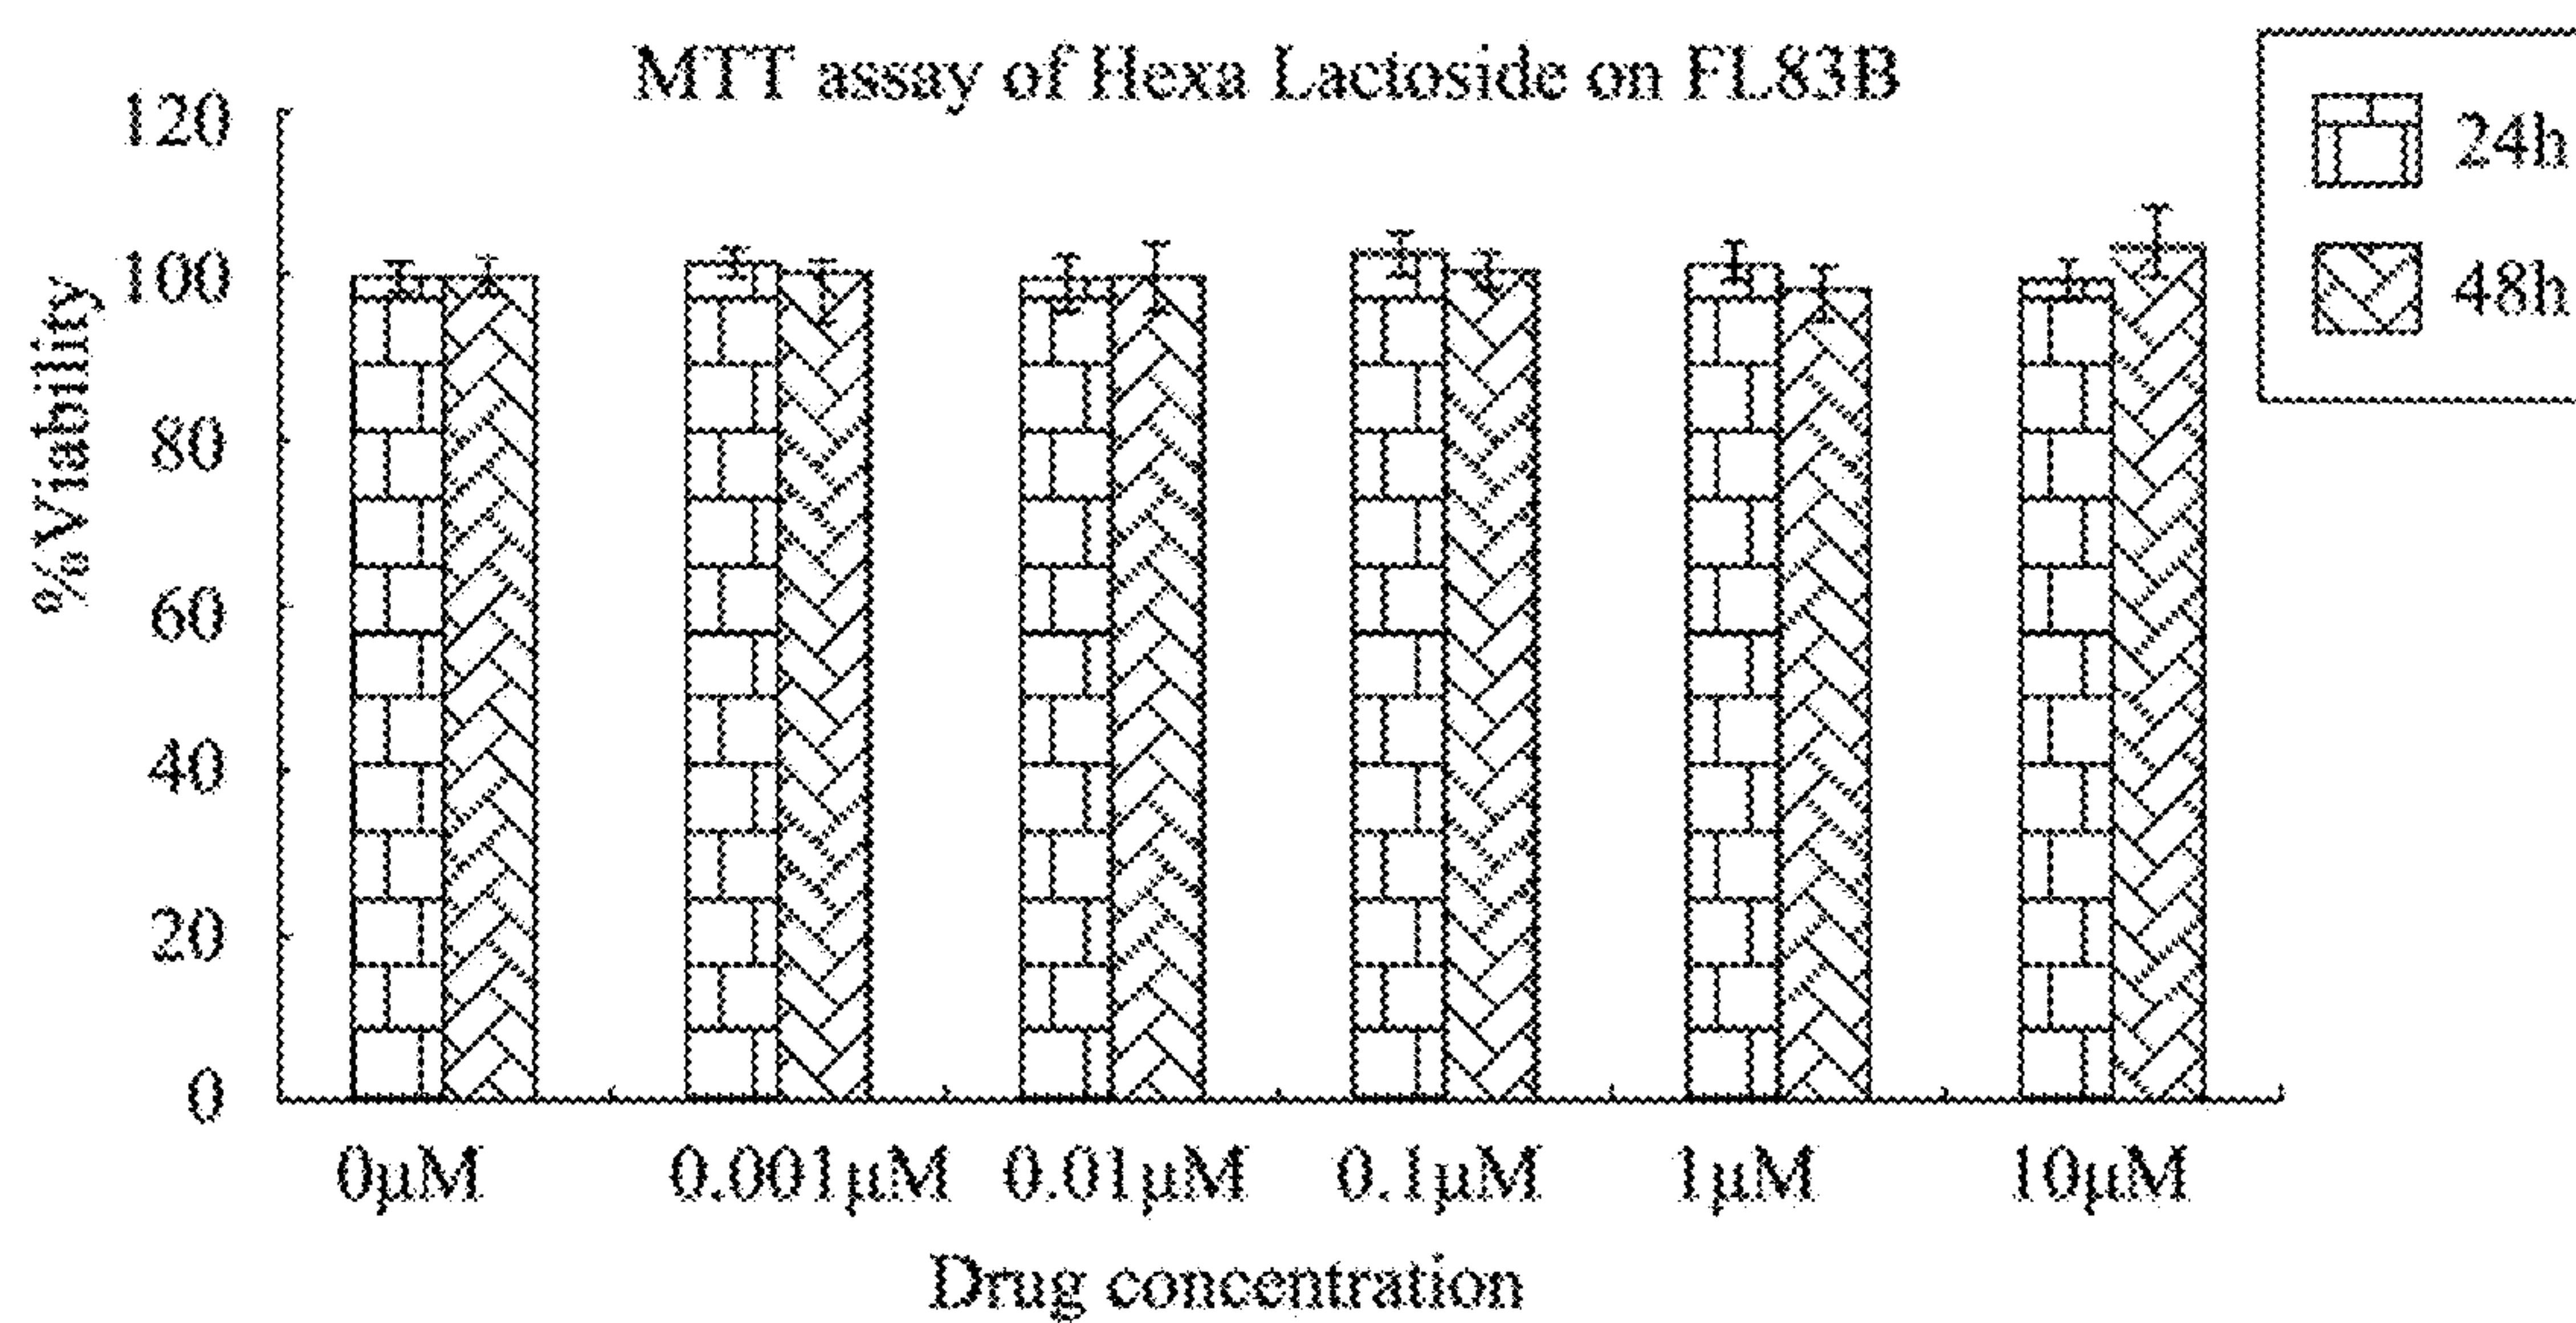 MTT assay of Hexa Lactoside on FL83B
24h
48h
%Viability
120
100
80
60
40
20
0
0μM 0.001μM 0.01μM 0.1μM 1μM 10μM
Drug concentration